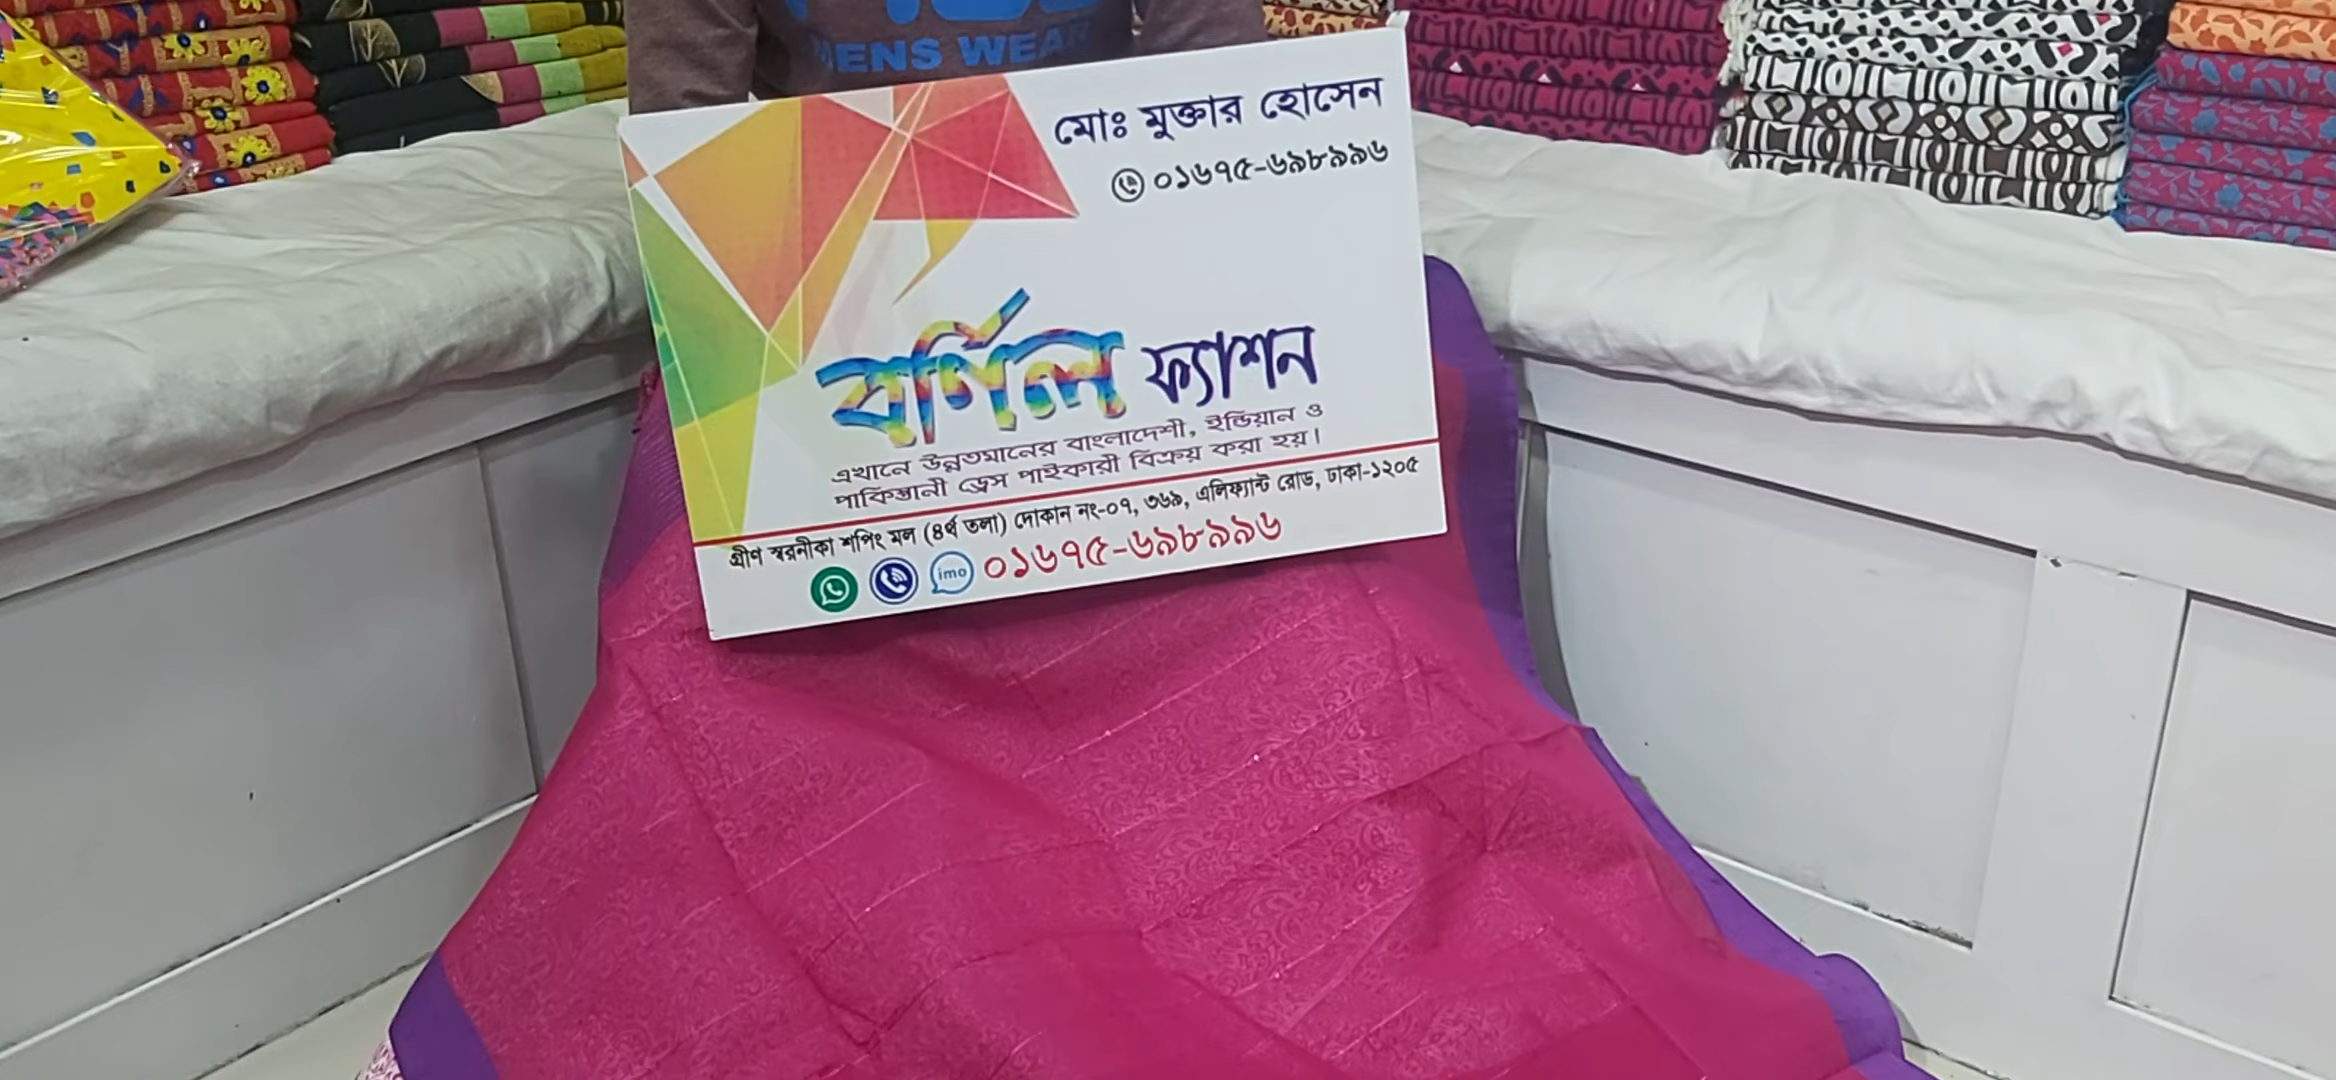 MENS WEAR
মোঃ মুক্তার হোসেন
০১৬৭৫-৬৯৮৯৯৬
বর্ণিল ফ্যাশন
এখানে উন্নতমানের বাংলাদেশী, ইন্ডিয়ান ও
পাকিস্তানী ড্রেস পাইকারী বিক্রয় করা হয়।
গ্রীণ স্বরনীকা শপিং মল (৪র্থ তলা) দোকান নং-০৭, ৩৬৯, এলিফ্যান্ট রোড, ঢাকা-১২০৫
imo ০১৬৭৫-৬৯৮৯৯৬